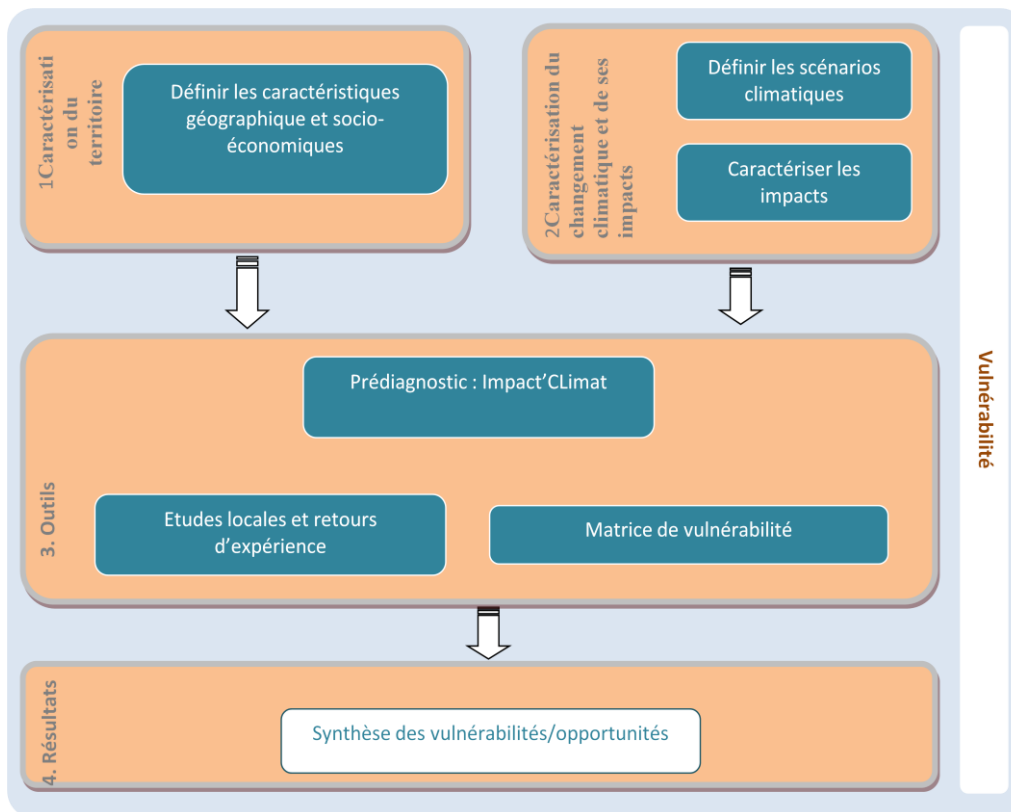 1Caractérisati
on du
territoire
Définir les caractéristiques
géographique et socio-
économiques
2Caractérisation du
changement
climatique et de ses
impacts
Définir les scénarios
climatiques
Caractériser les
impacts
3. Outils
Prédiagnostic : Impact’CLimat
Etudes locales et retours
d’expérience
Matrice de vulnérabilité
4. Résultats
Synthèse des vulnérabilités/opportunités
Vulnérabilité